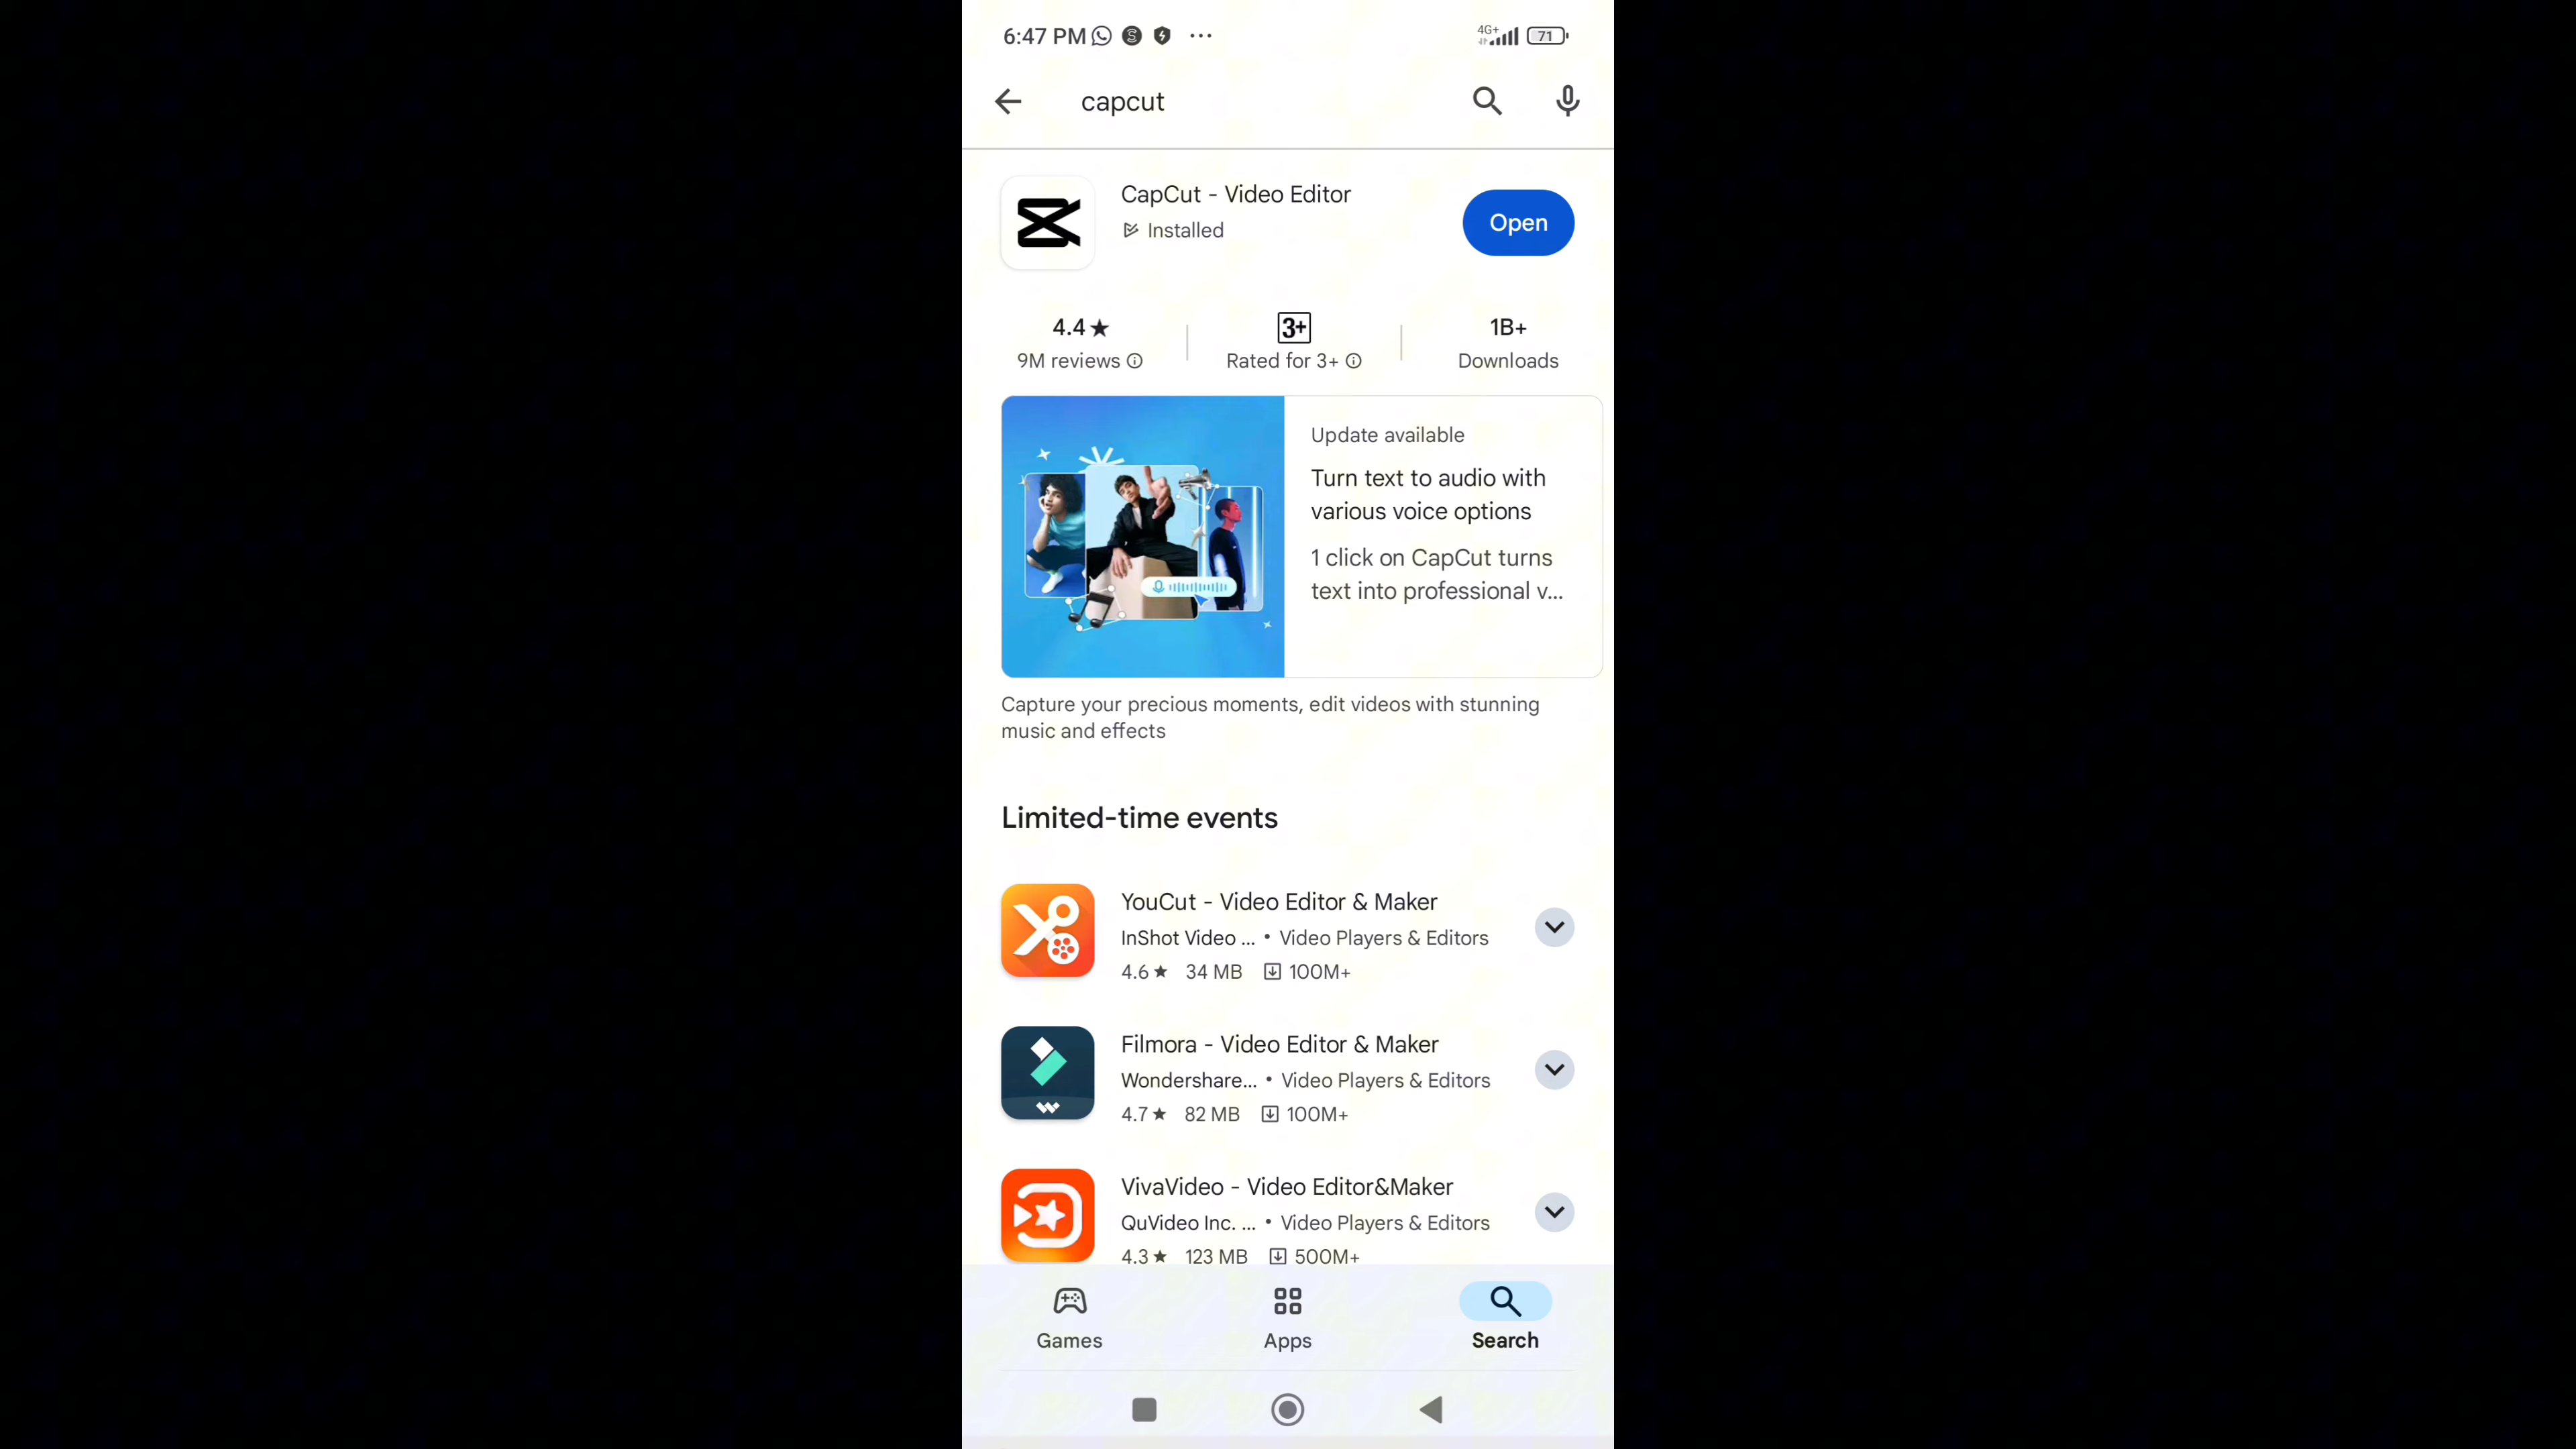 6:47 PM
4G+
71
capcut
CapCut - Video Editor
Installed
Open
4.4★
3+
1B+
9M reviews
Rated for 3+
Downloads
Update available
Turn text to audio with
various voice options
1 click on CapCut turns
text into professional v...
Capture your precious moments, edit videos with stunning
music and effects
Limited-time events
YouCut - Video Editor & Maker
InShot Video ... • Video Players & Editors
4.6★ 34 MB 100M+
Filmora - Video Editor & Maker
Wondershare... • Video Players & Editors
4.7★ 82 MB 100M+
VivaVideo - Video Editor&Maker
QuVideo Inc. ... • Video Players & Editors
4.3★ 123 MB 500M+
Games
Apps
Search